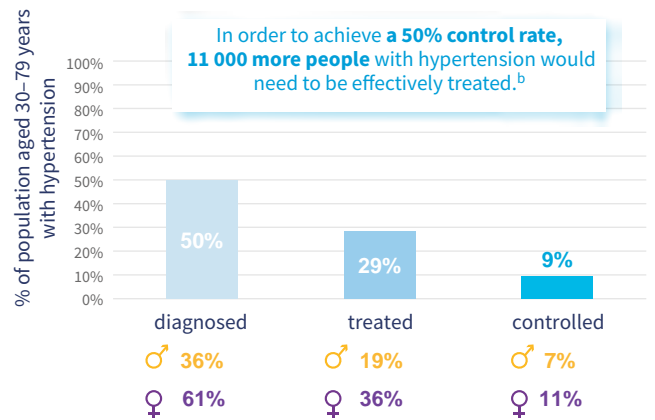 In order to achieve a 50% control rate,
11 000 more people with hypertension would
need to be effectively treated.b
% of population aged 30–79 years
with hypertension
100%
90%
80%
70%
60%
50%
40%
30%
20%
10%
0%
50%
29%
9%
diagnosed treated controlled
♂ 36% ♂ 19% ♂ 7%
♀ 61% ♀ 36% ♀ 11%